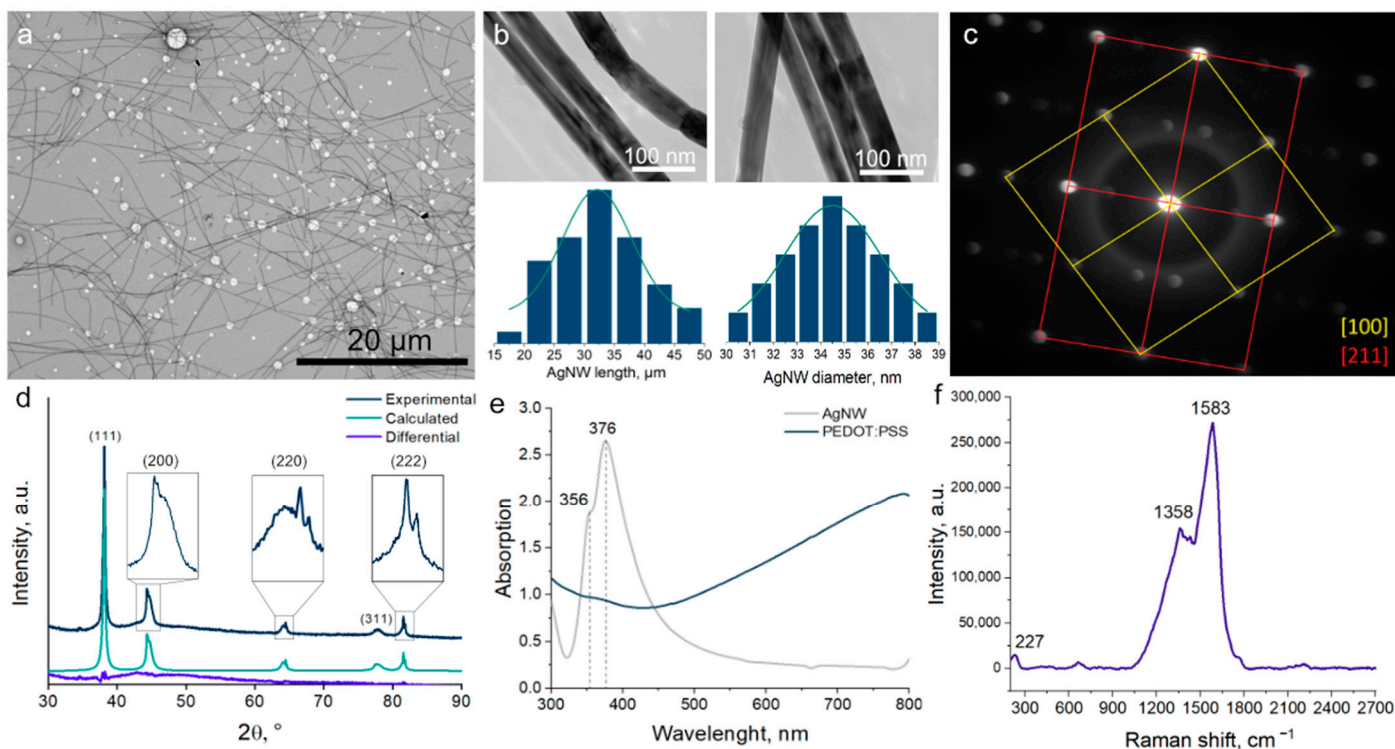 a
20 µm
b
100 nm
100 nm
15 20 25 30 35 40 45 50
AgNW length, µm
30 31 32 33 34 35 36 37 38 39
AgNW diameter, nm
c
[100]
[211]
d
Experimental
Calculated
Differential
(111)
(200)
(220)
(222)
(311)
Intensity, a.u.
30 40 50 60 70 80 90
2θ, °
e
AgNW
PEDOT:PSS
376
356
3.0
2.5
2.0
1.5
1.0
0.5
0.0
Absorption
300 400 500 600 700 800
Wavelenght, nm
f
300,000
250,000
200,000
150,000
100,000
50,000
0
Intensity, a.u.
1583
1358
227
300 600 900 1200 1500 1800 2100 2400 2700
Raman shift, cm⁻¹